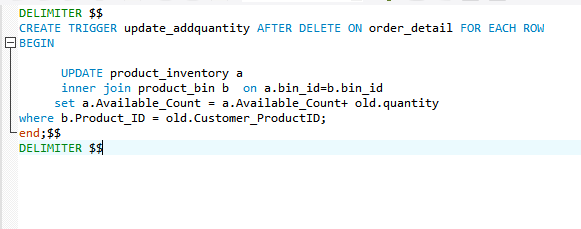 DELIMITER $$
CREATE TRIGGER update_addquantity AFTER DELETE ON order_detail FOR EACH ROW
BEGIN
UPDATE product_inventory a
inner join product_bin b  on a.bin_id=b.bin_id
set a.Available_Count = a.Available_Count+ old.quantity
where b.Product_ID = old.Customer_ProductID;
end;$$
DELIMITER $$